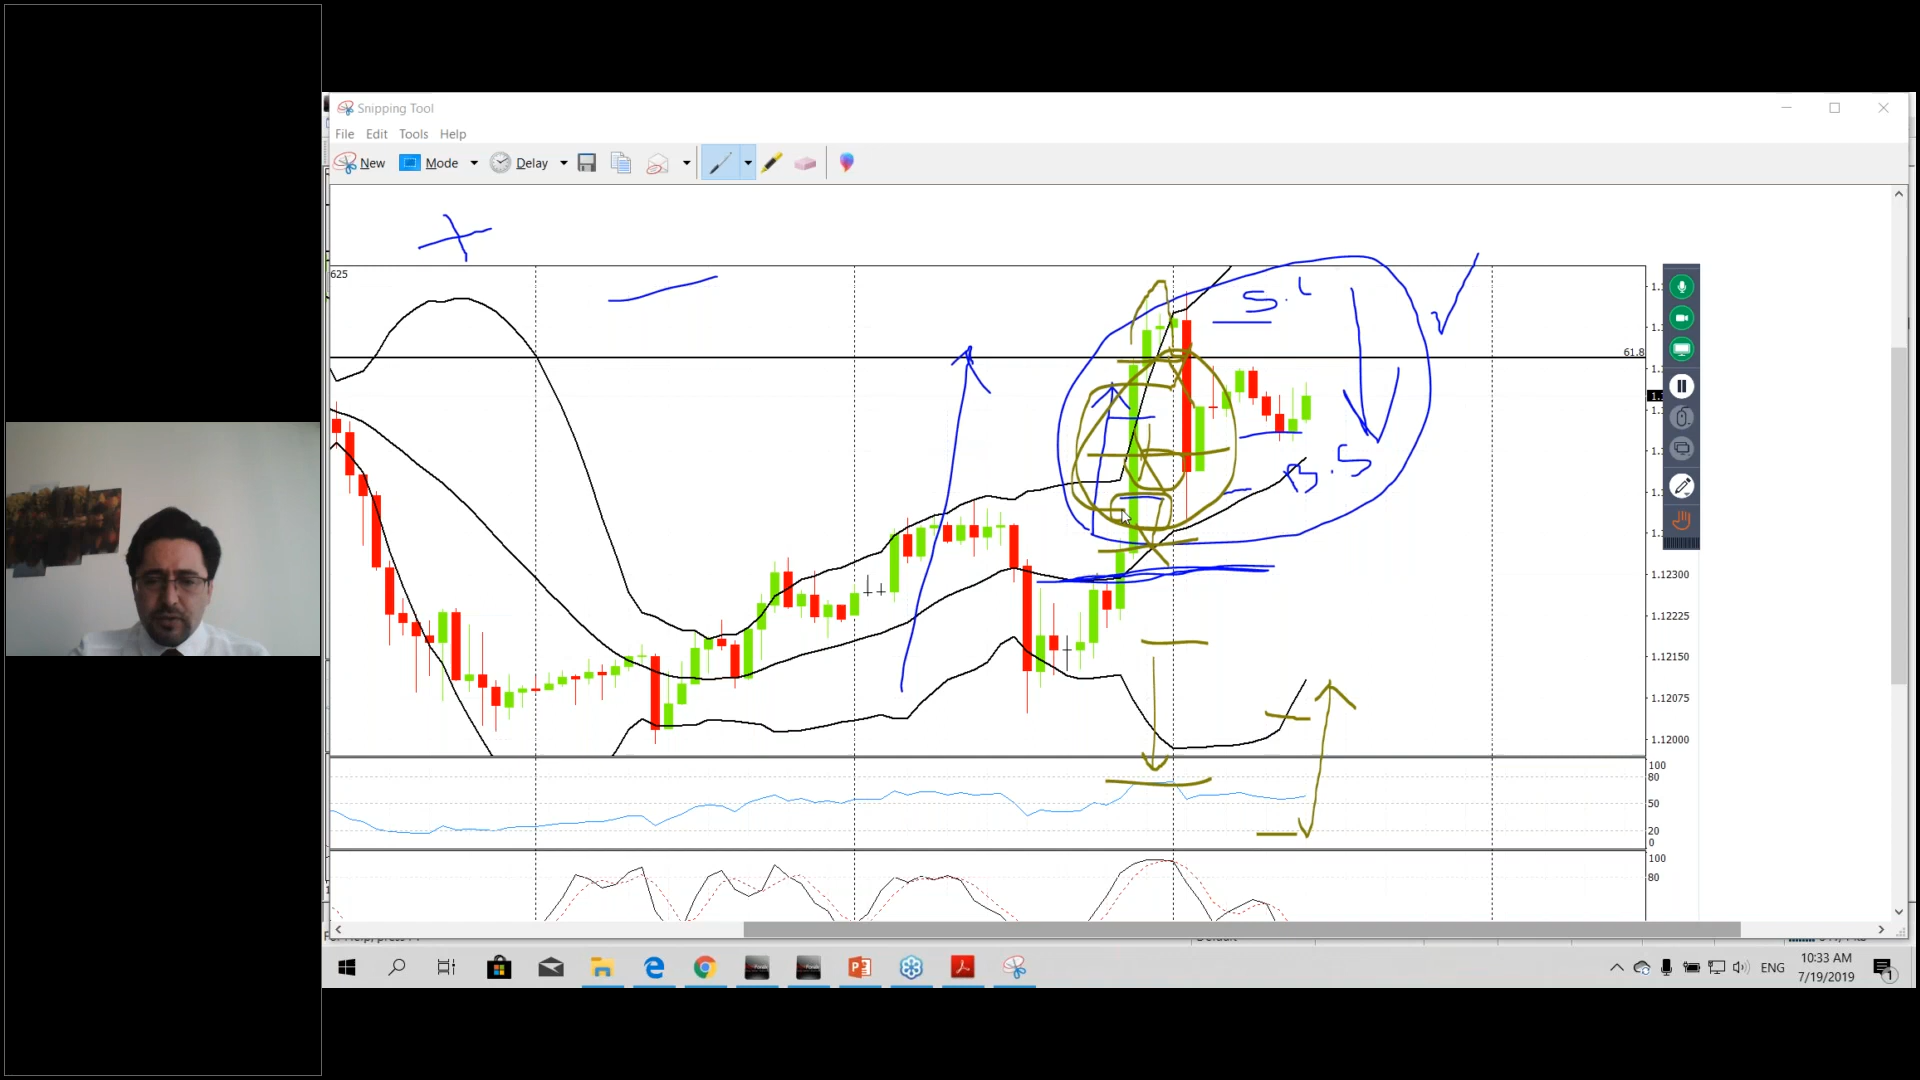 Snipping Tool
File Edit Tools Help
New Mode Delay
625
S.L
61.8
B.S
1.12300
1.12225
1.12150
1.12075
1.12000
100
80
50
20
0
100
80
10:33 AM
ENG
7/19/2019
1